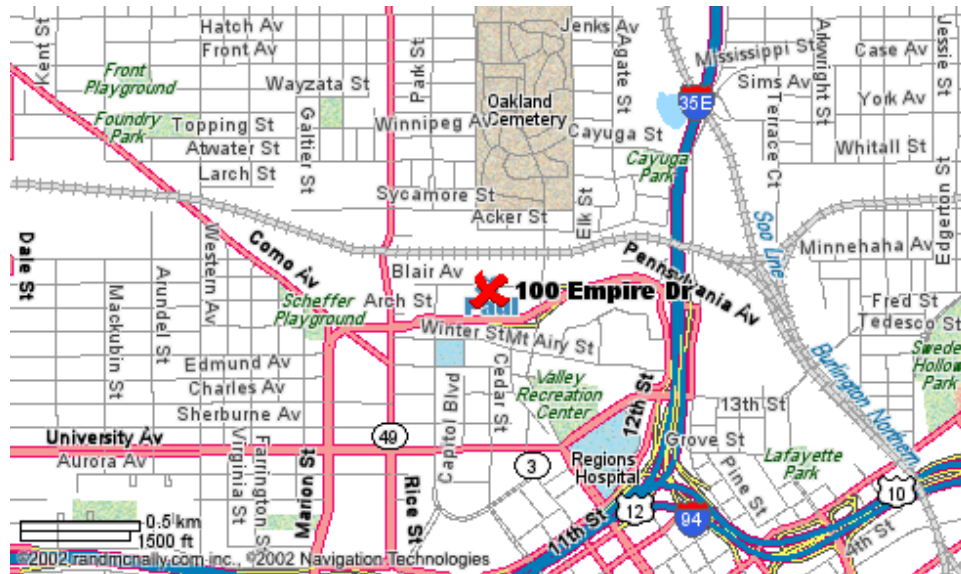 Hatch Av
Front Av
Kent St
Front
Playground
Wayzata St
Foundry
Park
Topping St
Atwater St
Larch St
Galtier St
Park St
Winnipeg Av
Sycamore St
Acker St
Oakland
Cemetery
Jenks Av
Agate St
Cayuga St
Cayuga
Park
Elk St
35E
Mississippi St
Sims Av
Terrace Ct
Arkwright St
Case Av
York Av
Whitall St
Jessie St
Edgerton St
Soo Line
Minnehaha Av
Dale St
Mackubin St
Arundel St
Western Av
Como Av
Scheffer
Playground
Blair Av
Arch St
Paul
100 Empire Dr
Pennsylvania Av
Fred St
Tedesco St
Burlington Northern
Winter St
Mt Airy St
Edmund Av
Charles Av
Sherburne Av
University Av
Aurora Av
Virginia St
Farrington S
Marion St
49
Rice St
Capitol Blvd
Cedar St
Valley
Recreation
Center
12th St
13th St
Grove St
Pine St
Lafayette
Park
Swede
Hollow
Park
3
Regions
Hospital
11th St
12
94
10
4th St
0.5 km
1500 ft
©2002 randmcnally.com inc., ©2002 Navigation Technologies